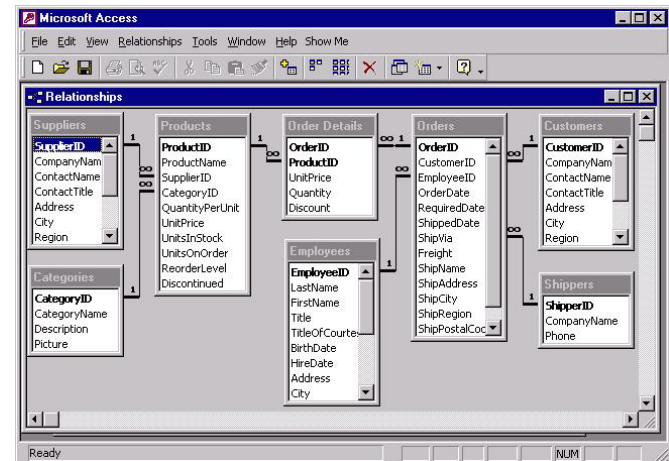 Microsoft Access
File Edit View Relationships Tools Window Help Show Me
Relationships
Suppliers
SupplierID
CompanyNam
ContactName
ContactTitle
Address
City
Region
Products
ProductID
ProductName
SupplierID
CategoryID
QuantityPerUnit
UnitPrice
UnitsInStock
UnitsOnOrder
ReorderLevel
Discontinued
Order Details
OrderID
ProductID
UnitPrice
Quantity
Discount
Orders
OrderID
CustomerID
EmployeeID
OrderDate
RequiredDate
ShippedDate
ShipVia
Freight
ShipName
ShipAddress
ShipCity
ShipRegion
ShipPostalCoc
Customers
CustomerID
CompanyNam
ContactName
ContactTitle
Address
City
Region
Categories
CategoryID
CategoryName
Description
Picture
Employees
EmployeeID
LastName
FirstName
Title
TitleOfCourte
BirthDate
HireDate
Address
City
Shippers
ShipperID
CompanyName
Phone
1 ∞
∞
1
1 ∞
∞ 1
∞ 1
∞ 1
∞
1
Ready
NUM